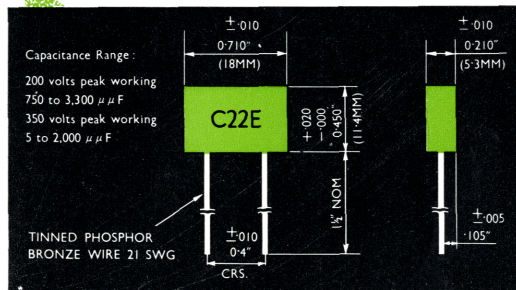 ±·010
0·710"
(18MM)
±·010
0·210"
(5·3MM)
Capacitance Range :
200 volts peak working
750 to 3,300 μμF
350 volts peak working
5 to 2,000 μμF
C22E
+·020
−·000
0·450"
(11·4MM)
1½" NOM
TINNED PHOSPHOR
BRONZE WIRE 21 SWG
±·010
0·4"
CRS.
±·005
·105"